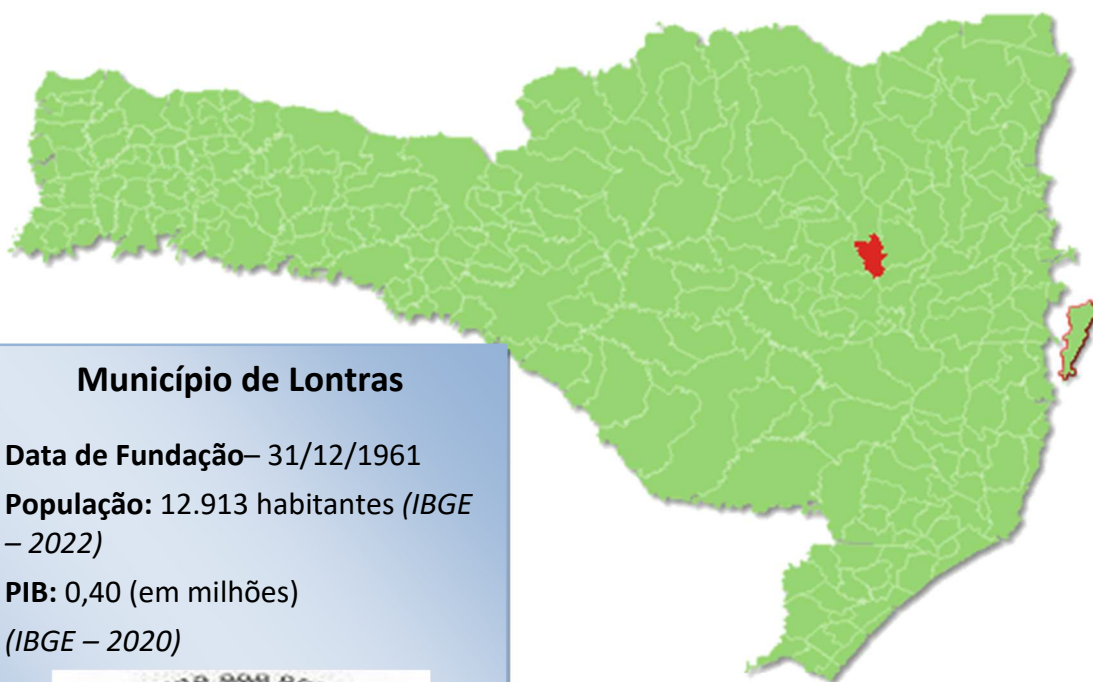 Município de Lontras
Data de Fundação– 31/12/1961
População: 12.913 habitantes (IBGE
– 2022)
PIB: 0,40 (em milhões)
(IBGE – 2020)